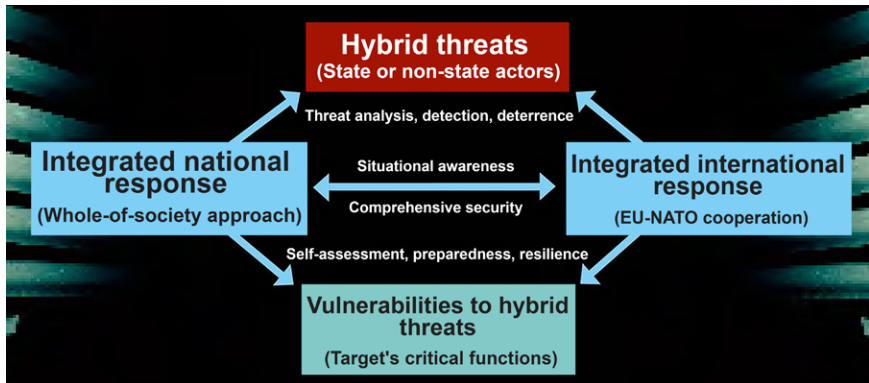 Hybrid threats
(State or non-state actors)
Threat analysis, detection, deterrence
Integrated national
response
(Whole-of-society approach)
Situational awareness
Comprehensive security
Integrated international
response
(EU-NATO cooperation)
Self-assessment, preparedness, resilience
Vulnerabilities to hybrid
threats
(Target's critical functions)